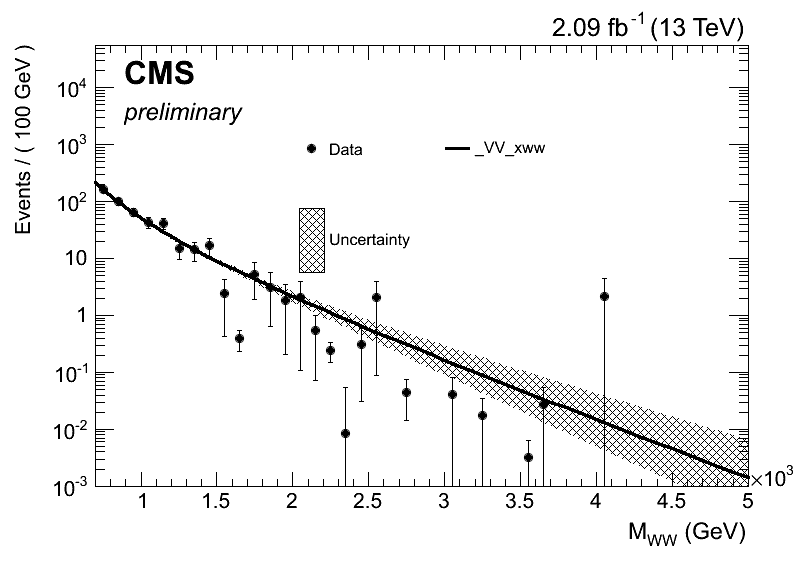 2.09 fb⁻¹ (13 TeV)
CMS
preliminary
Events / ( 100 GeV )
Data
_VV_xww
Uncertainty
10⁴
10³
10²
10
1
10⁻¹
10⁻²
10⁻³
1 1.5 2 2.5 3 3.5 4 4.5 5
×10³
M_WW (GeV)